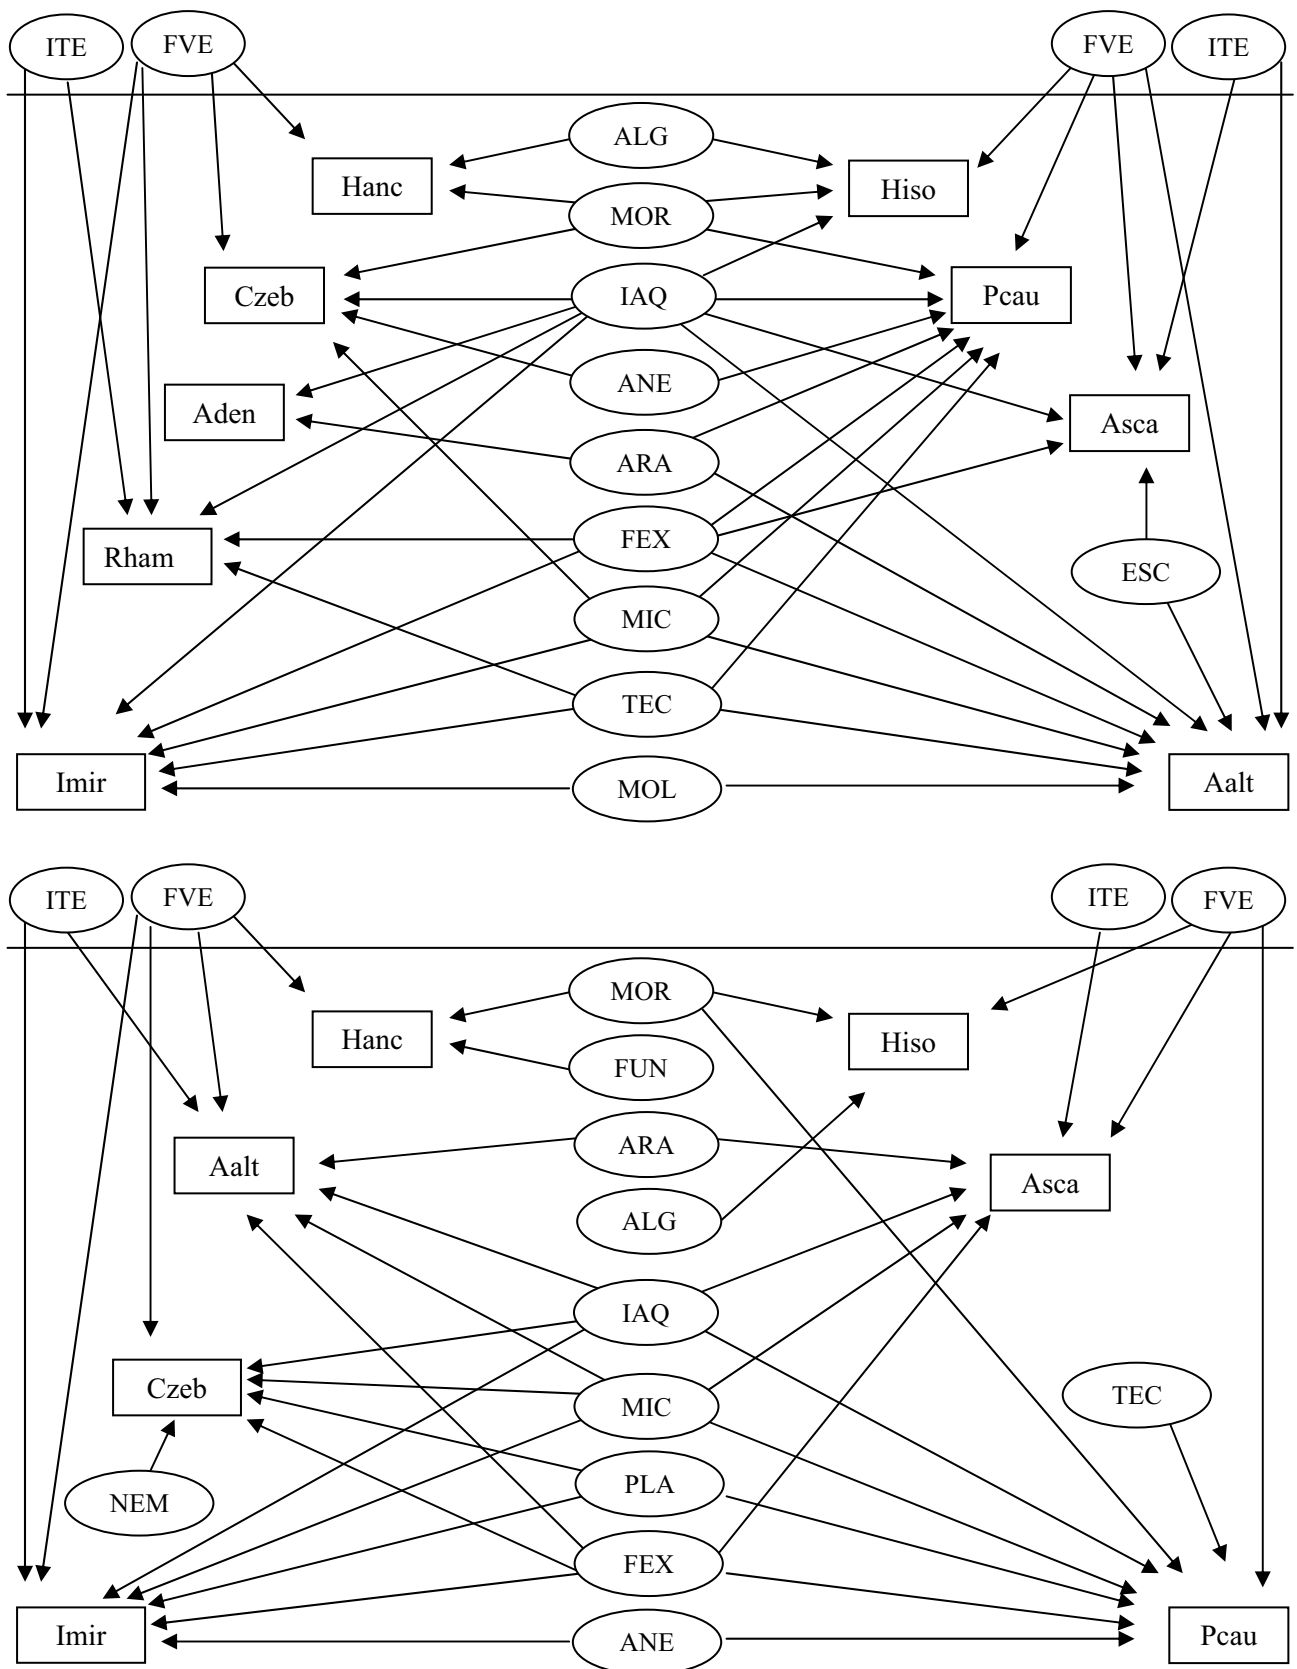 ITE FVE FVE ITE
ALG
Hanc Hiso
MOR
Czeb IAQ Pcau
ANE
Aden Asca
ARA
FEX
Rham ESC
MIC
TEC
Imir MOL Aalt
ITE FVE ITE FVE
MOR
Hanc Hiso
FUN
ARA
Aalt Asca
ALG
IAQ
Czeb TEC
MIC
PLA
NEM
FEX
Imir ANE Pcau